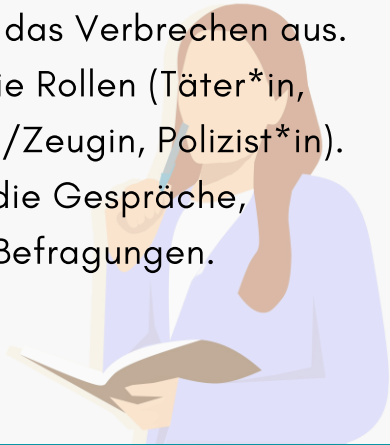 das Verbrechen aus.
ie Rollen (Täter*in,
/Zeugin, Polizist*in).
die Gespräche,
Befragungen.